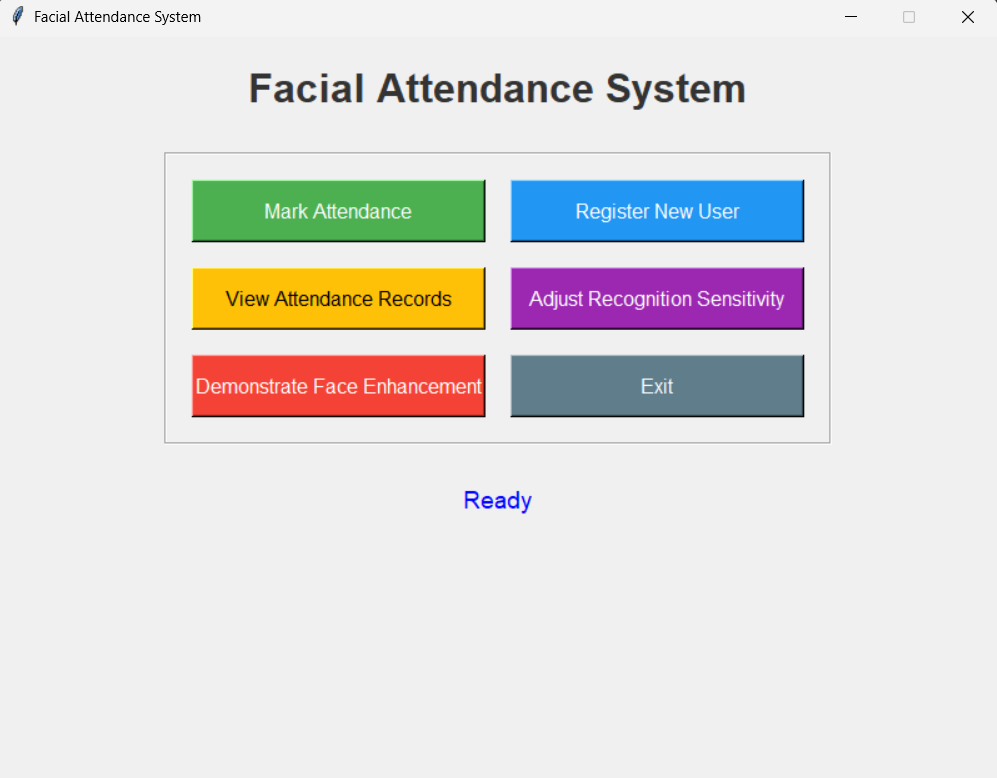 Facial Attendance System
Facial Attendance System
Mark Attendance
Register New User
View Attendance Records
Adjust Recognition Sensitivity
Demonstrate Face Enhancement
Exit
Ready